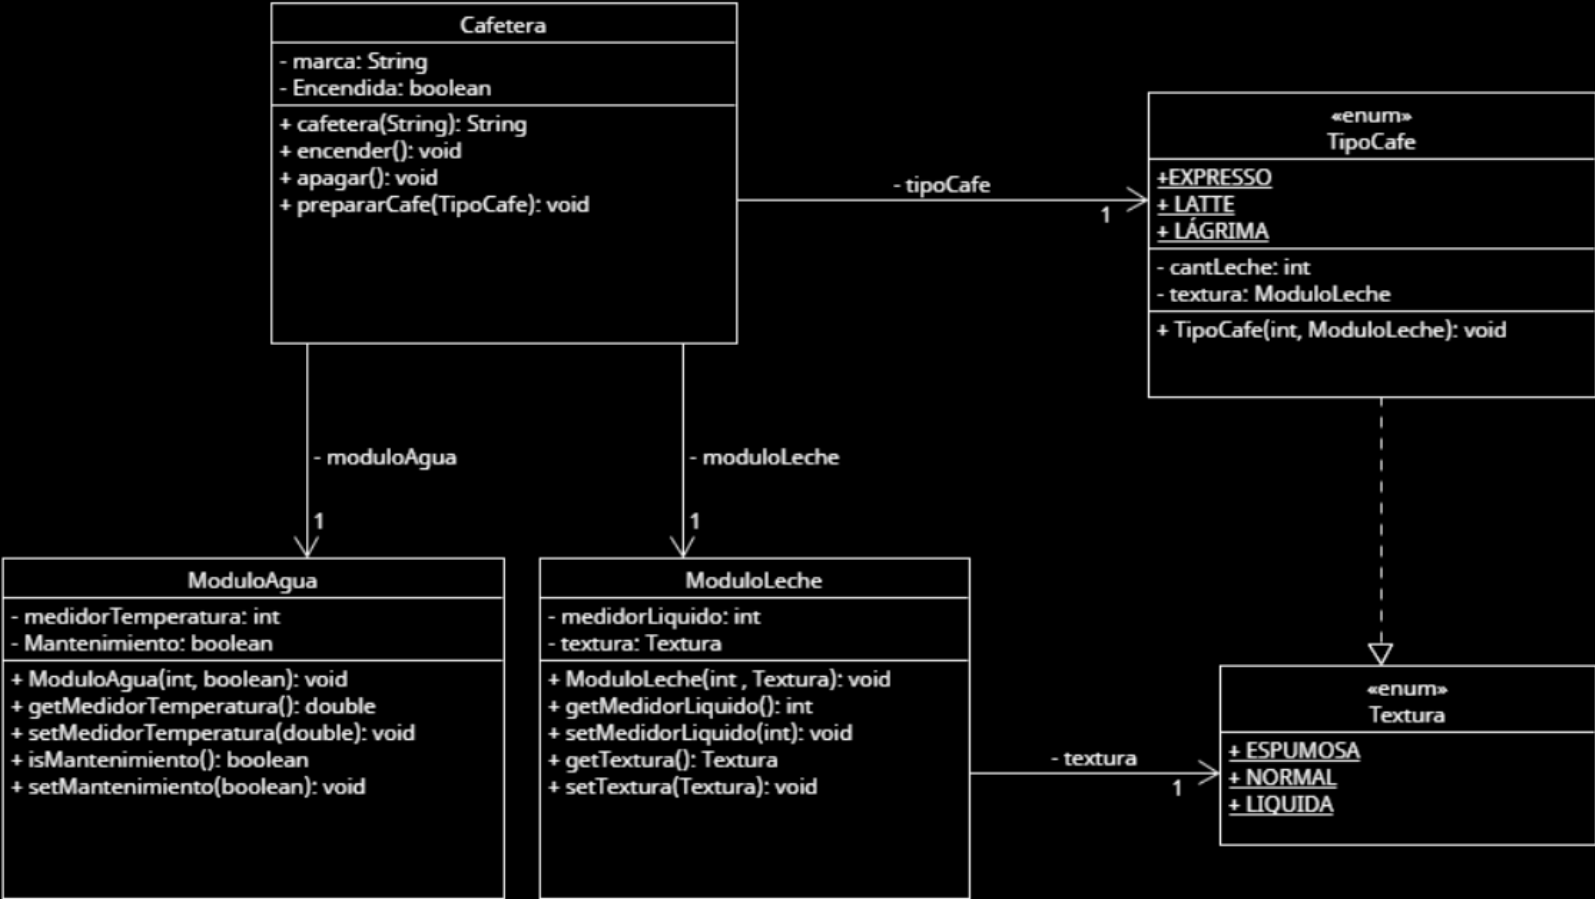 Cafetera
- marca: String
- Encendida: boolean
+ cafetera(String): String
+ encender(): void
+ apagar(): void
+ prepararCafe(TipoCafe): void
- tipoCafe
1
«enum»
TipoCafe
+EXPRESSO
+ LATTE
+ LÁGRIMA
- cantLeche: int
- textura: ModuloLeche
+ TipoCafe(int, ModuloLeche): void
- moduloAgua
1
- moduloLeche
1
ModuloAgua
- medidorTemperatura: int
- Mantenimiento: boolean
+ ModuloAgua(int, boolean): void
+ getMedidorTemperatura(): double
+ setMedidorTemperatura(double): void
+ isMantenimiento(): boolean
+ setMantenimiento(boolean): void
ModuloLeche
- medidorLiquido: int
- textura: Textura
+ ModuloLeche(int , Textura): void
+ getMedidorLiquido(): int
+ setMedidorLiquido(int): void
+ getTextura(): Textura
+ setTextura(Textura): void
- textura
1
«enum»
Textura
+ ESPUMOSA
+ NORMAL
+ LIQUIDA